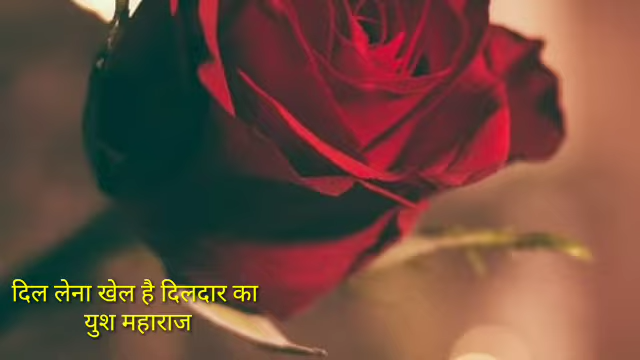 दिल लेना खेल है दिलदार का
युश महाराज